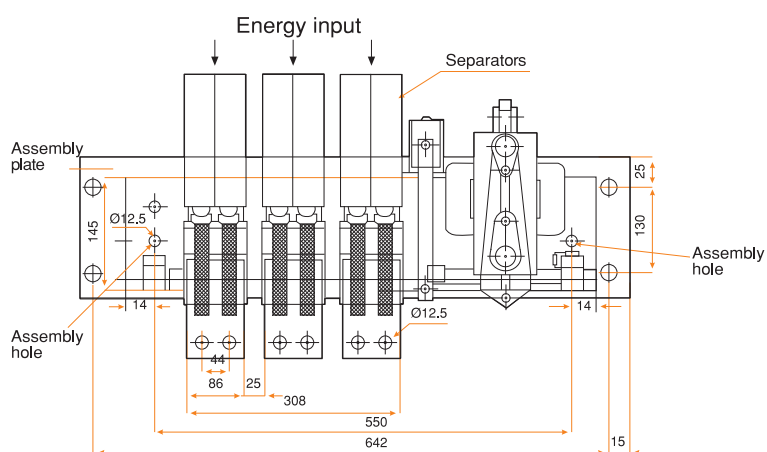 Energy input
Separators
Assembly
plate
25
Ø12.5
145
130
Assembly
hole
14
14
Ø12.5
Assembly
hole
44
86
25
308
550
642
15